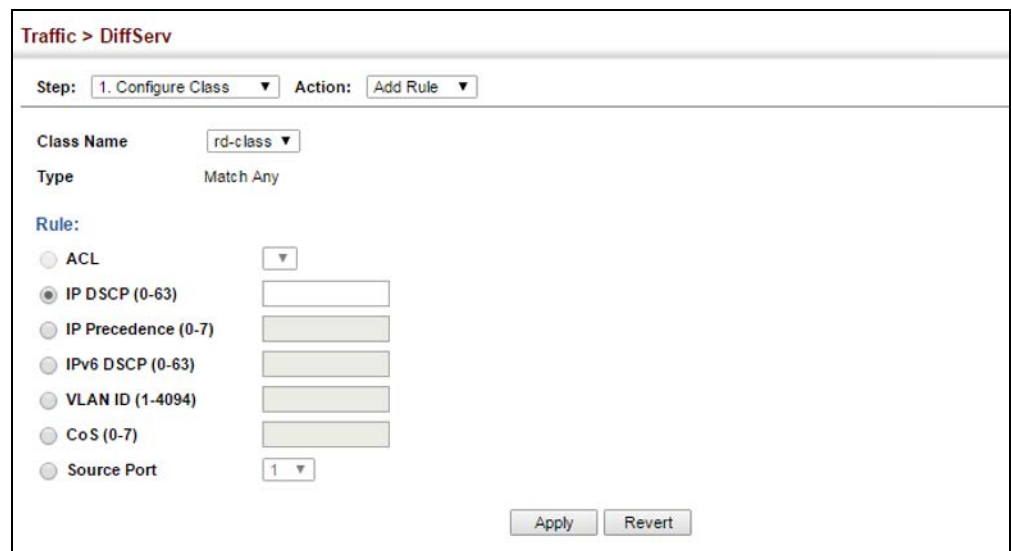 Traffic > DiffServ
Step: 1. Configure Class Action: Add Rule
Class Name rd-class
Type Match Any
Rule:
ACL
IP DSCP (0-63)
IP Precedence (0-7)
IPv6 DSCP (0-63)
VLAN ID (1-4094)
CoS (0-7)
Source Port 1
Apply Revert